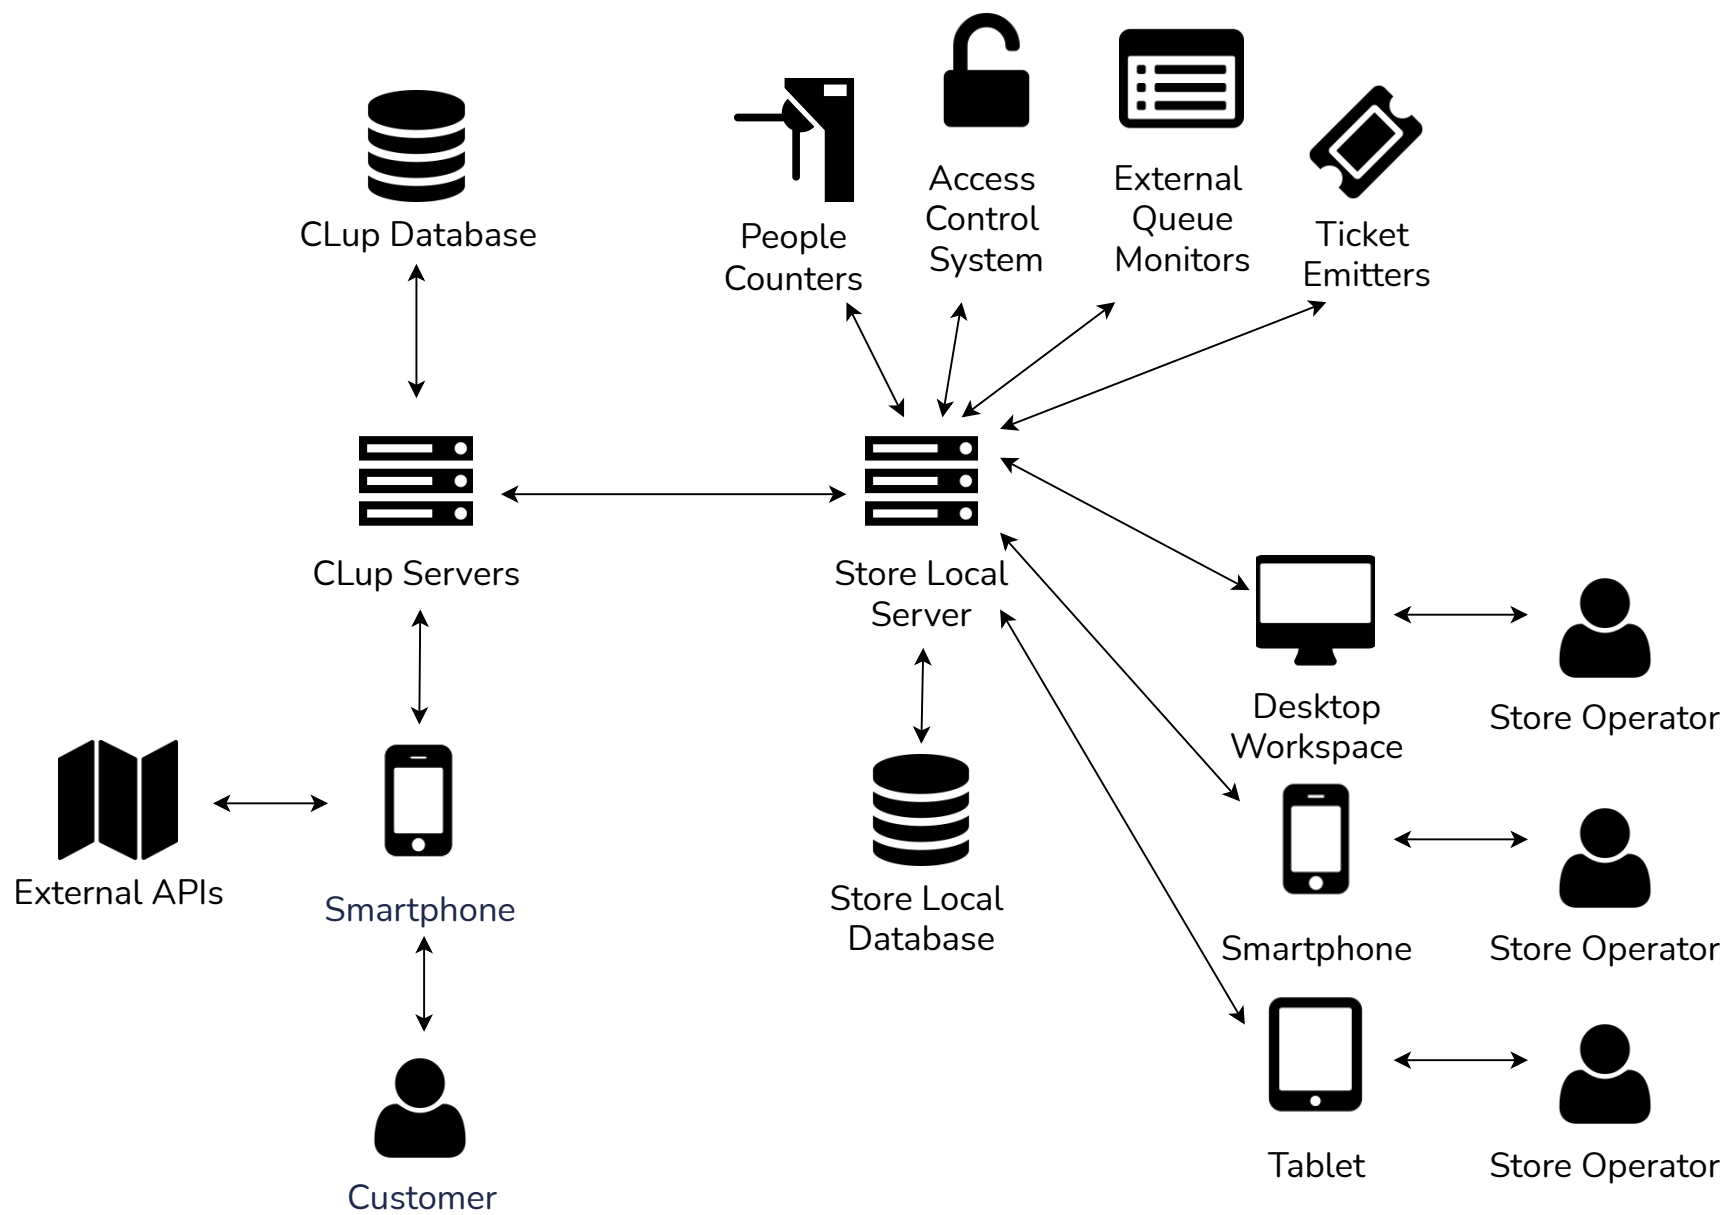 Access
Control
System
External
Queue
Monitors
CLup Database
People
Counters
Ticket
Emitters
CLup Servers
Store Local
Server
Desktop
Workspace
Store Operator
External APIs
Smartphone
Store Local
Database
Smartphone
Store Operator
Tablet
Store Operator
Customer